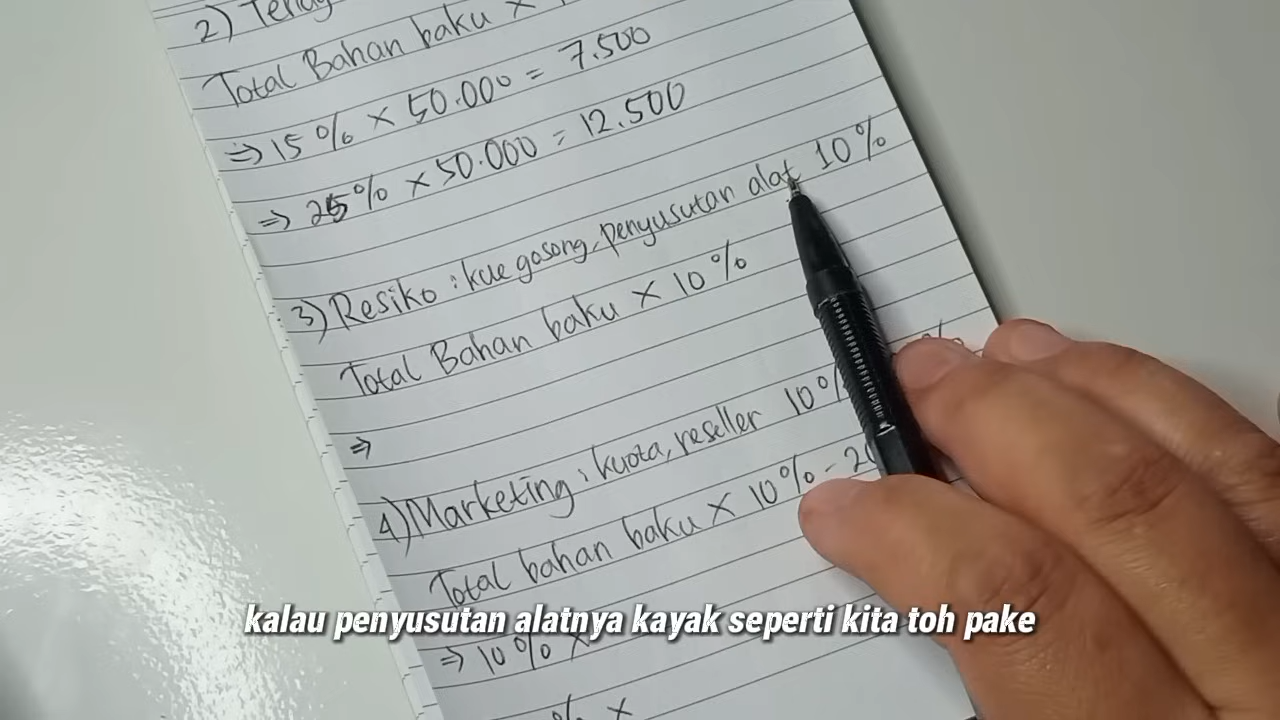 2) Tenag
Total Bahan baku x
⇒ 15% x 50.000 = 7.500
⇒ 25% x 50.000 = 12.500
3) Resiko : kue gosong, penyusutan alat 10%
Total Bahan baku x 10%
⇒
4) Marketing : kuota, reseller 10% %
Total bahan baku x 10% - 20
⇒ 10% x
% x
kalau penyusutan alatnya kayak seperti kita toh pake